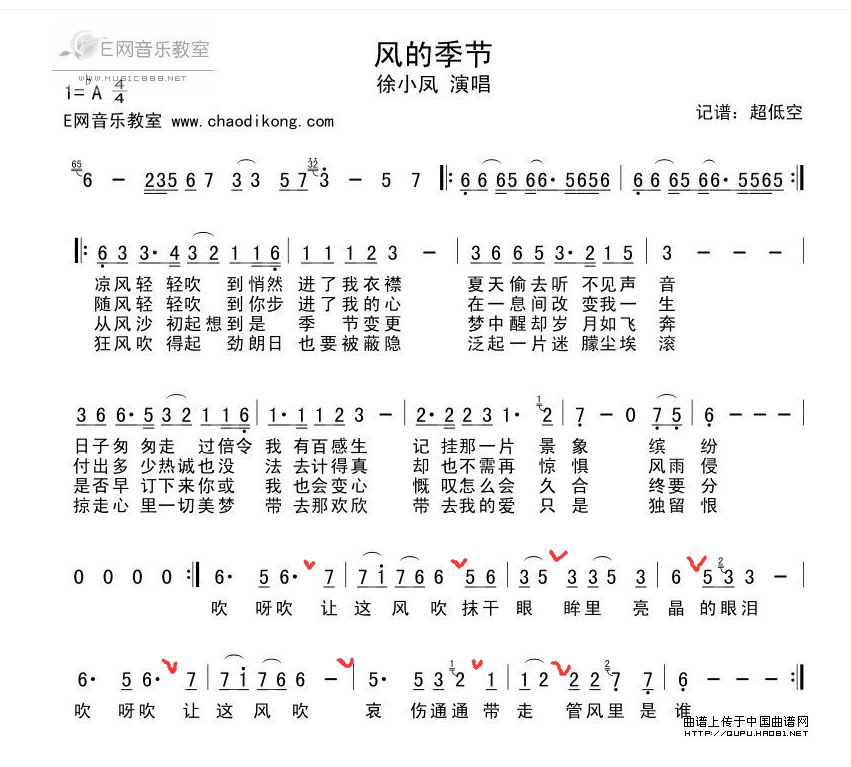 E网音乐教室
WWW.MUSIC888.NET
风的季节
徐小凤 演唱
1=♭A 4/4
E网音乐教室 www.chaodikong.com
记谱：超低空
65 6 - 235 6 7 3 3 5 7 32 3 - 5 7 ‖: 6 6 65 66· 5656 | 6 6 65 66· 5565 :‖
‖: 6 3 3· 4 3 2 1 1 6 | 1 1 1 2 3 - | 3 6 6 5 3· 2 1 5 | 3 - - - |
凉风轻 轻吹 到悄然 进了我衣襟 夏天偷去听 不见声 音
随风轻 轻吹 到你步 进了我的心 在一息间改 变我一 生
从风沙 初起想到是 季 节变更 梦中醒却岁 月如飞 奔
狂风吹 得起 劲朗日 也要被蔽隐 泛起一片迷 朦尘埃 滚
3 6 6· 5 3 2 1 1 6 | 1· 1 1 2 3 - | 2· 2 2 3 1· 1 2 | 7 - 0 7 5 | 6 - - - |
日子匆 匆走 过倍令 我 有百感生 记 挂那一片 景 象 缤 纷
付出多 少热诚也没 法 去计得真 却 也不需再 惊 惧 风雨 侵
是否早 订下来你或 我 也会变心 慨 叹怎么会 久 合 终要 分
掠走心 里一切美梦 带 去那欢欣 带 去我的爱 只 是 独留 恨
0 0 0 0 :‖ 6· 5 6· 7 | 7 1 7 6 6 5 6 | 3 5 3 3 5 3 | 6 5 2 3 3 - |
吹 呀吹 让 这 风 吹 抹干 眼 眸里 亮 晶 的眼泪
6· 5 6· 7 | 7 1 7 6 6 - | 5· 5 3 1 2 1 | 1 2 2 2 2 7 7 | 6 - - - :‖
吹 呀吹 让 这 风 吹 哀 伤通通 带 走 管风里 是 谁
曲谱上传于中国曲谱网
HTTP://QUPU.HAO81.NET